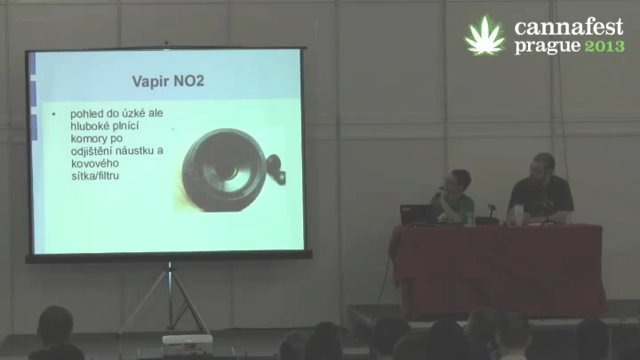 cannafest
prague 2013
Vapir NO2
• pohled do úzké ale
hluboké plnící
komory po
odjištění náustku a
kovového
sítka/filtru